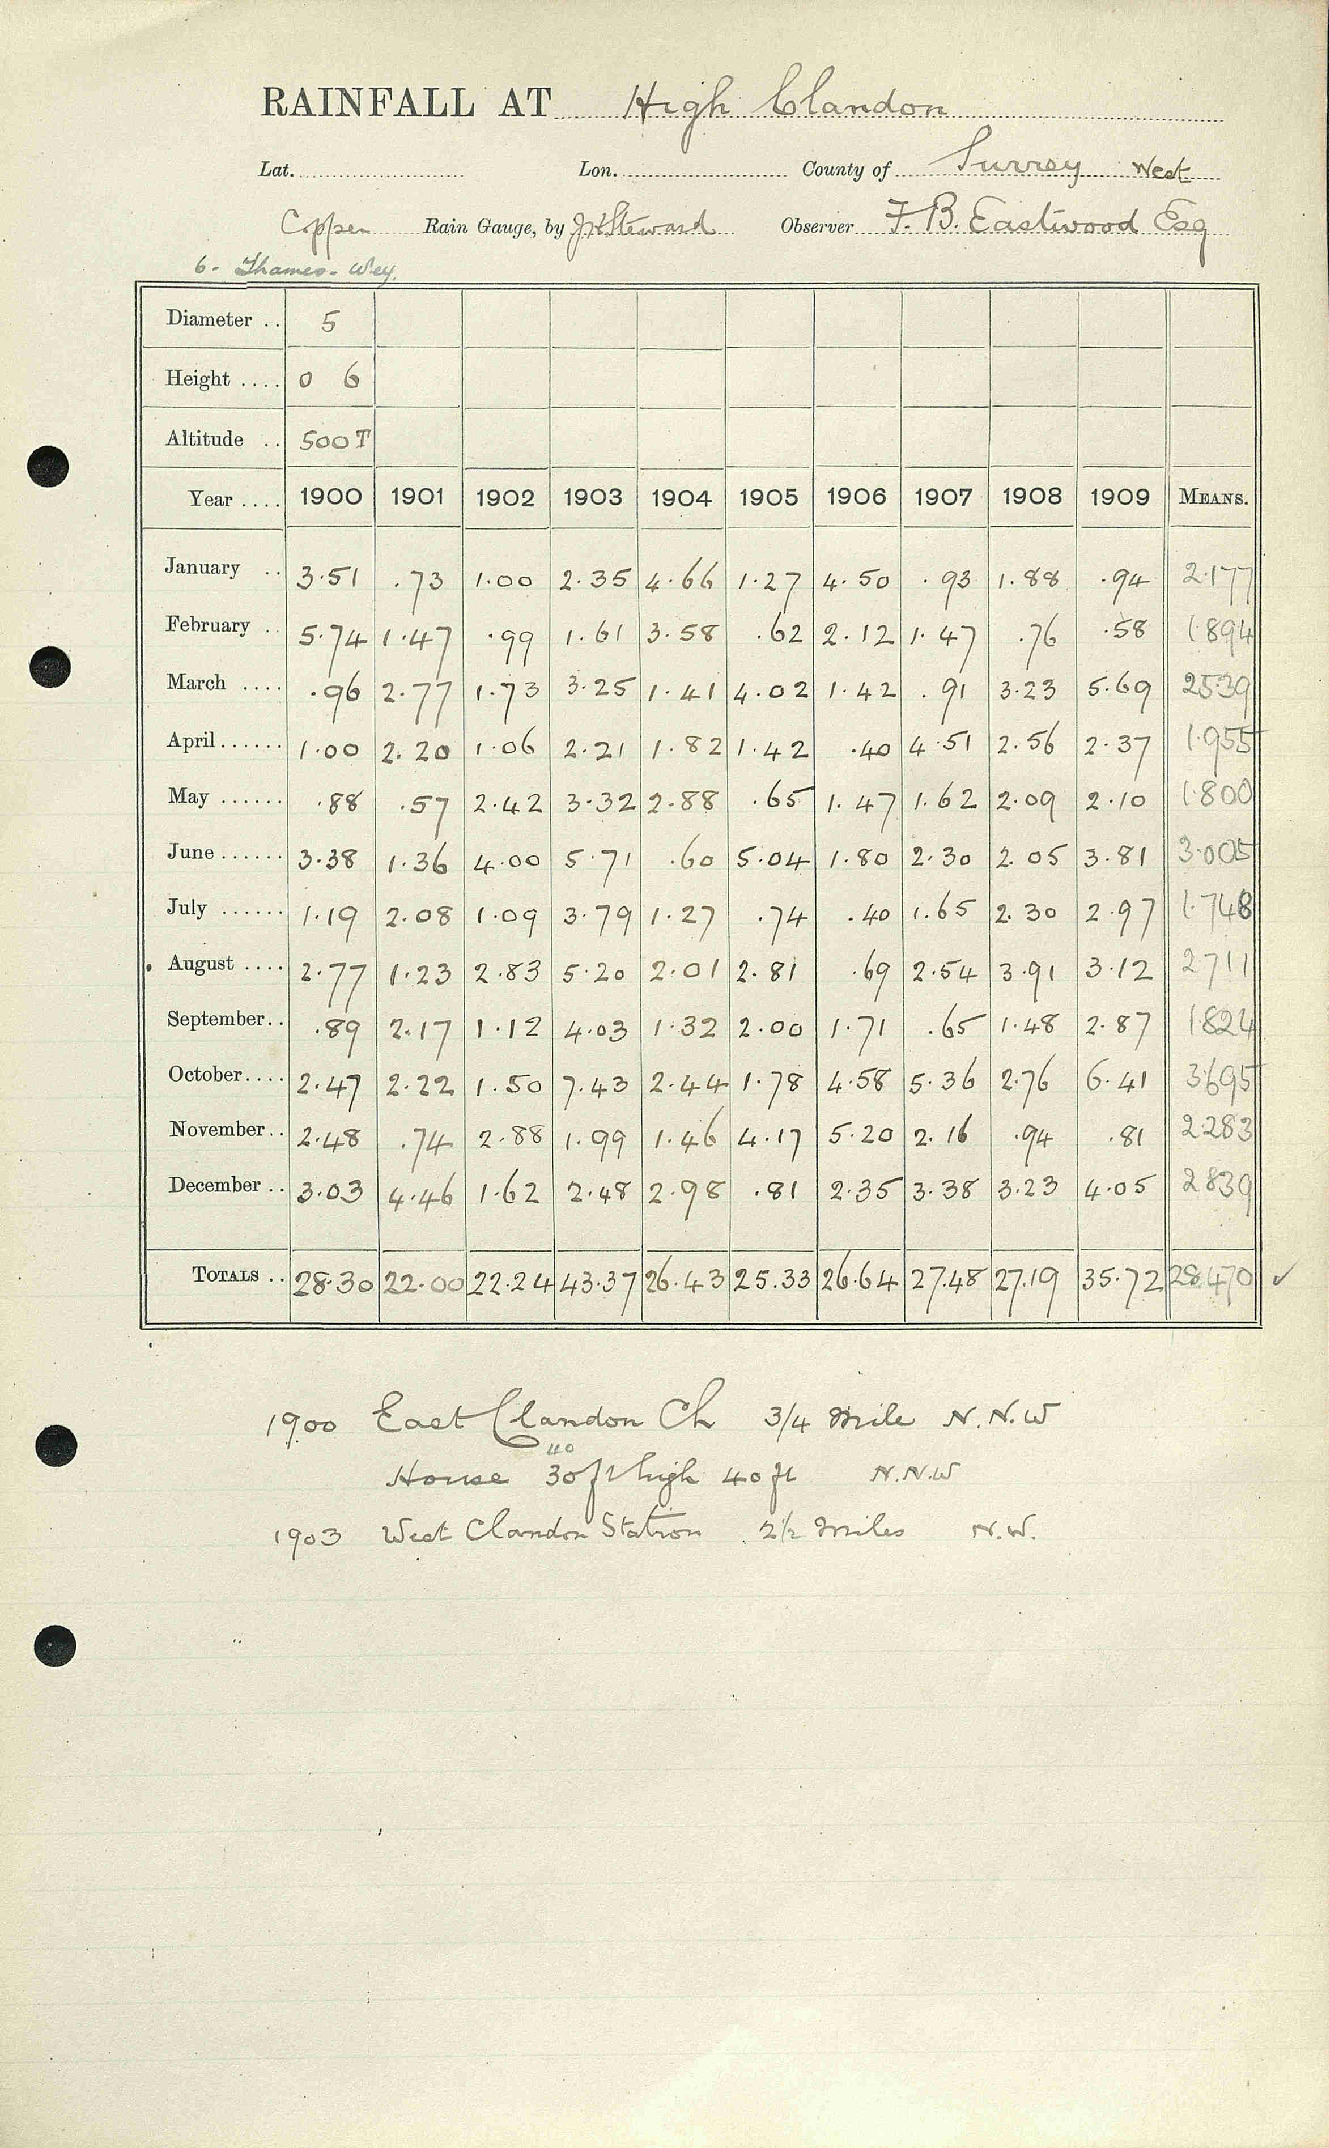 RAINFALL AT High Clandon
Lat. Lon. County of Surrey West
Copper Rain Gauge, by J.H. Steward Observer F. B. Eastwood Esq
6 - Thames - Wey.
Diameter .. 5
Height .... 0 6
Altitude .. 500 T
Year .... 1900 1901 1902 1903 1904 1905 1906 1907 1908 1909 MEANS.
January .. 3.51 .73 1.00 2.35 4.66 1.27 4.50 .93 1.88 .94 2.177
February .. 5.74 1.47 .99 1.61 3.58 .62 2.12 1.47 .76 .58 1.894
March .... .96 2.77 1.73 3.25 1.41 4.02 1.42 .91 3.23 5.69 2539
April...... 1.00 2.20 1.06 2.21 1.82 1.42 .40 4.51 2.56 2.37 1.955
May ...... .88 .57 2.42 3.32 2.88 .65 1.47 1.62 2.09 2.10 1.800
June ...... 3.38 1.36 4.00 5.71 .60 5.04 1.80 2.30 2.05 3.81 3.005
July ...... 1.19 2.08 1.09 3.79 1.27 .74 .40 1.65 2.30 2.97 1.748
August .... 2.77 1.23 2.83 5.20 2.01 2.81 .69 2.54 3.91 3.12 2711
September.. .89 2.17 1.12 4.03 1.32 2.00 1.71 .65 1.48 2.87 1824
October.... 2.47 2.22 1.50 7.43 2.44 1.78 4.58 5.36 2.76 6.41 3.695
November.. 2.48 .74 2.88 1.99 1.46 4.17 5.20 2.16 .94 .81 2.283
December .. 3.03 4.46 1.62 2.48 2.98 .81 2.35 3.38 3.23 4.05 2.839
TOTALS .. 28.30 22.00 22.24 43.37 26.43 25.33 26.64 27.48 27.19 35.72 28.470 ✓
1900 East Clandon Ch 3/4 Mile N.N.W
40
House 30ft high 40 ft N.N.W
1903 West Clandon Station 2½ Miles N.W.